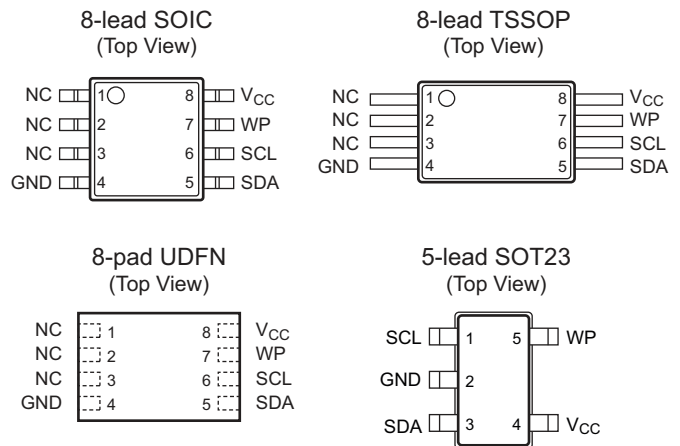 8-lead SOIC
(Top View)
NC 1 8 VCC
NC 2 7 WP
NC 3 6 SCL
GND 4 5 SDA
8-lead TSSOP
(Top View)
NC 1 8 VCC
NC 2 7 WP
NC 3 6 SCL
GND 4 5 SDA
8-pad UDFN
(Top View)
NC 1 8 VCC
NC 2 7 WP
NC 3 6 SCL
GND 4 5 SDA
5-lead SOT23
(Top View)
SCL 1 5 WP
GND 2
SDA 3 4 VCC